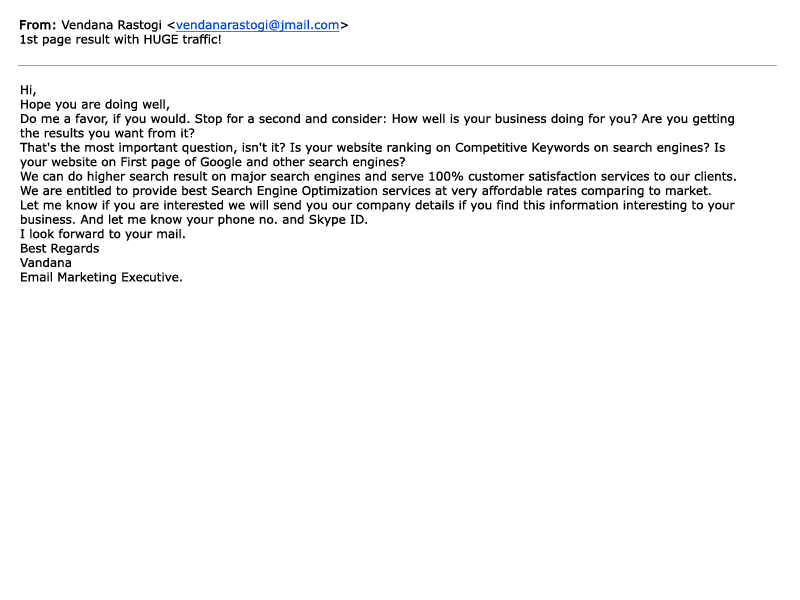 From: Vendana Rastogi <vendanarastogi@jmail.com>
1st page result with HUGE traffic!
Hi,
Hope you are doing well,
Do me a favor, if you would. Stop for a second and consider: How well is your business doing for you? Are you getting
the results you want from it?
That's the most important question, isn't it? Is your website ranking on Competitive Keywords on search engines? Is
your website on First page of Google and other search engines?
We can do higher search result on major search engines and serve 100% customer satisfaction services to our clients.
We are entitled to provide best Search Engine Optimization services at very affordable rates comparing to market.
Let me know if you are interested we will send you our company details if you find this information interesting to your
business. And let me know your phone no. and Skype ID.
I look forward to your mail.
Best Regards
Vandana
Email Marketing Executive.